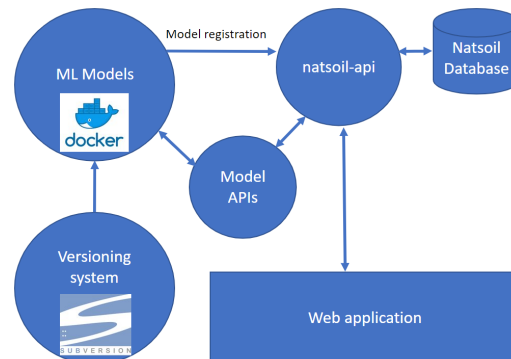 Model registration
ML Models
docker
natsoil-api
Natsoil
Database
Model
APIs
Versioning
system
SUBVERSION
Web application